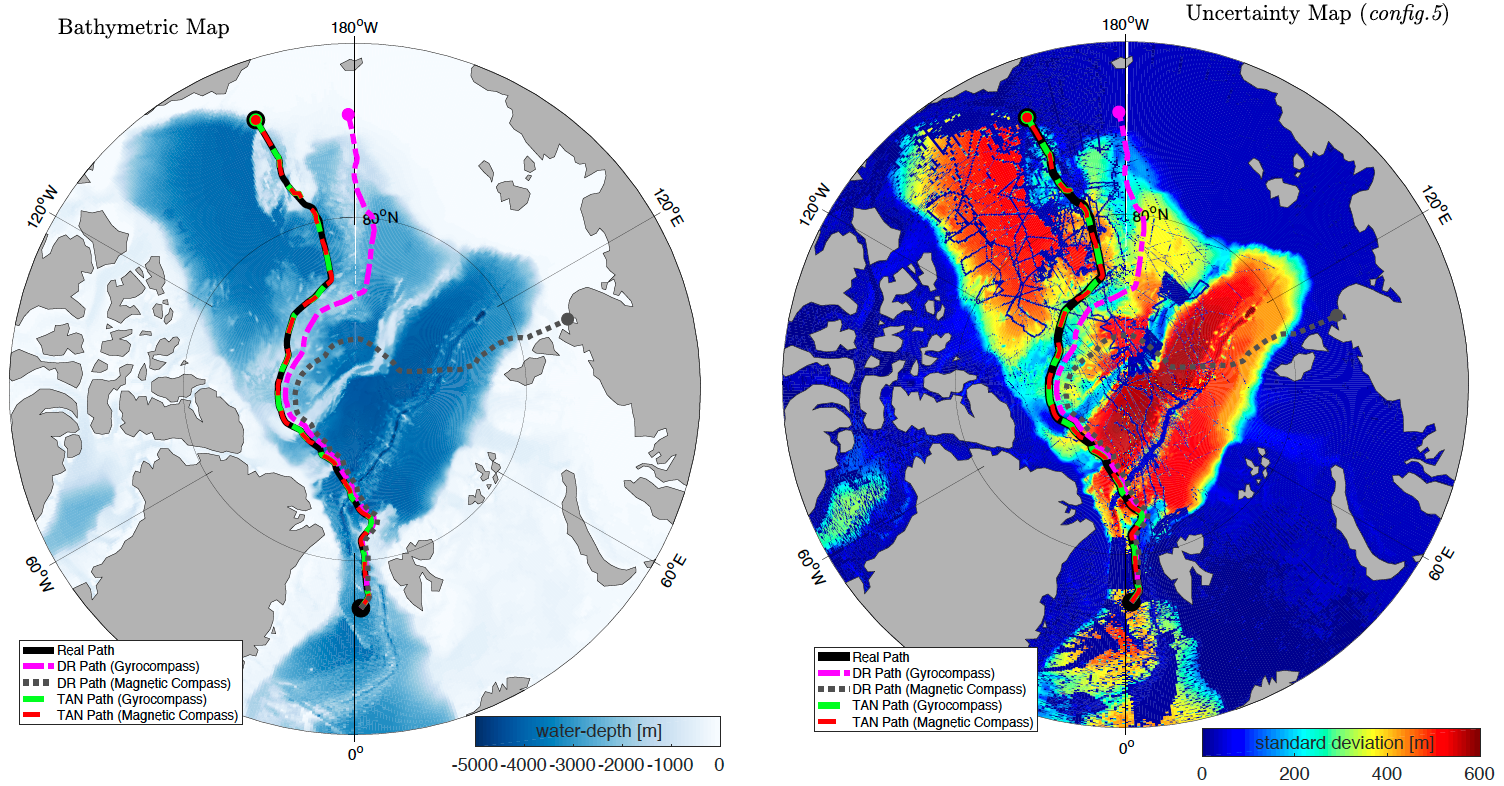 Bathymetric Map
180°W
120°W
120°E
80°N
60°W
60°E
0°
Real Path
DR Path (Gyrocompass)
DR Path (Magnetic Compass)
TAN Path (Gyrocompass)
TAN Path (Magnetic Compass)
water-depth [m]
-5000 -4000 -3000 -2000 -1000 0
Uncertainty Map (config.5)
180°W
120°W
120°E
80°N
60°W
60°E
0°
Real Path
DR Path (Gyrocompass)
DR Path (Magnetic Compass)
TAN Path (Gyrocompass)
TAN Path (Magnetic Compass)
standard deviation [m]
0 200 400 600